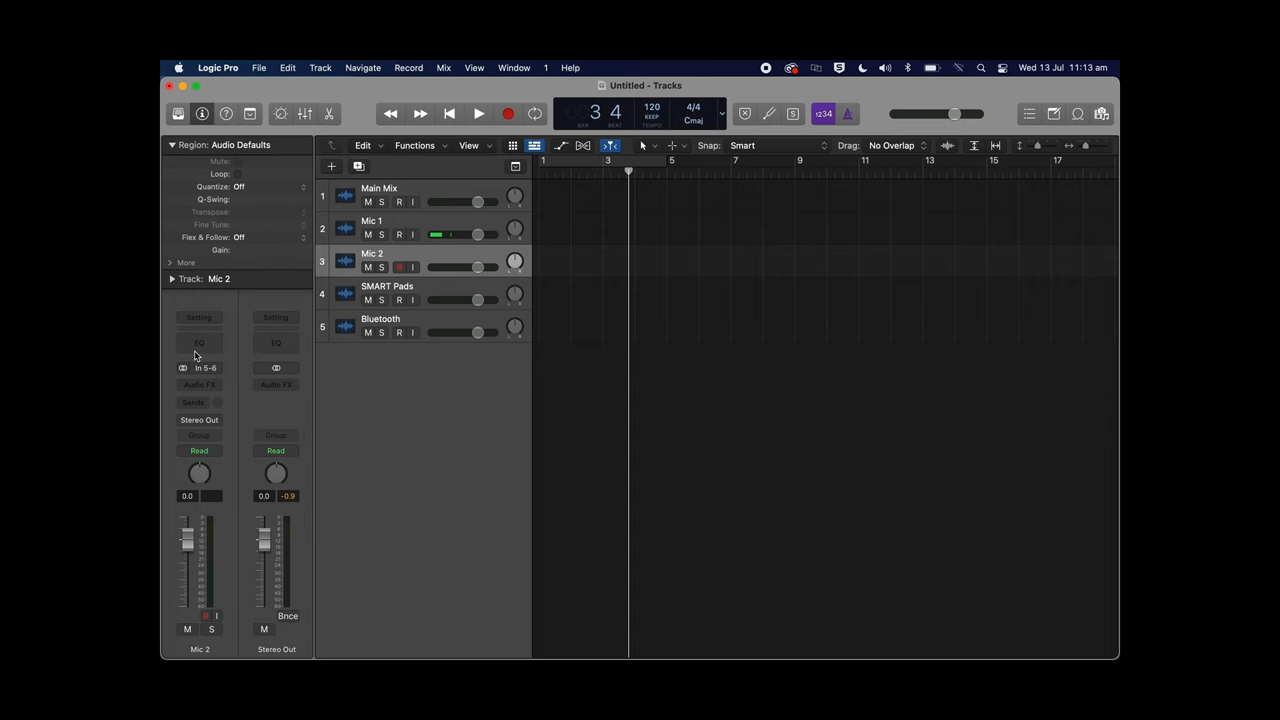 Logic Pro File Edit Track Navigate Record Mix View Window 1 Help Wed 13 Jul 11:13 am
Untitled - Tracks
3 4 120 4/4
BAR BEAT KEEP TEMPO Cmaj
1234
Region: Audio Defaults
Mute:
Loop:
Quantize: Off
Q-Swing:
Transpose:
Fine Tune:
Flex & Follow: Off
Gain:
More
Track: Mic 2
Edit Functions View Snap: Smart Drag: No Overlap
1 3 5 7 9 11 13 15 17
1 Main Mix
M S R I
2 Mic 1
M S R I
3 Mic 2
M S R I
4 SMART Pads
M S R I
5 Bluetooth
M S R I
L R
Setting Setting
EQ EQ
In 5-6
Audio FX Audio FX
Sends
Stereo Out
Group Group
Read Read
0.0 0.0 -0.9
R I Bnce
M S M
Mic 2 Stereo Out